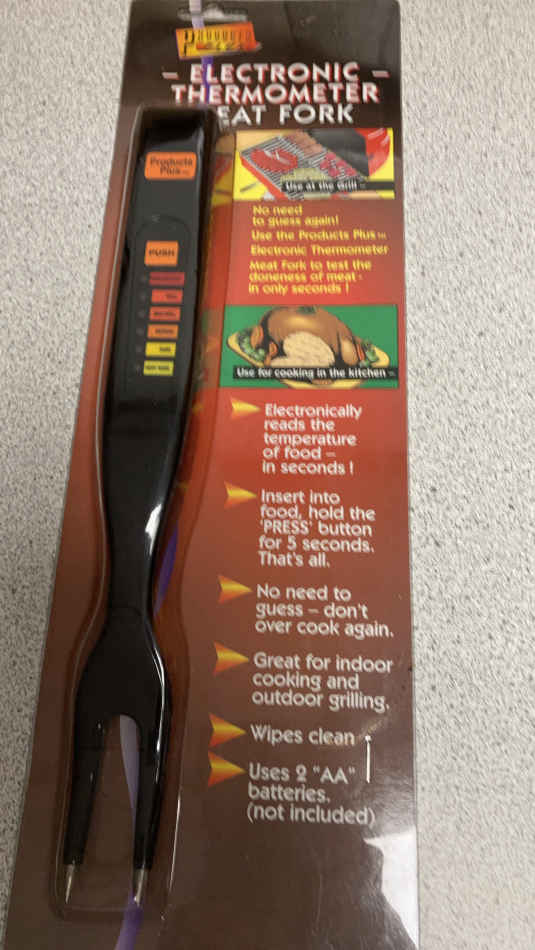 Products
– ELECTRONIC –
THERMOMETER
EAT FORK
Products
Plus™
PUSH
Use at the Grill –
No need
to guess again!
Use the Products Plus™
Electronic Thermometer
Meat Fork to test the
doneness of meat -
in only seconds !
Use for cooking in the kitchen –
Electronically
reads the
temperature
of food –
in seconds !
Insert into
food, hold the
'PRESS' button
for 5 seconds.
That's all.
No need to
guess – don't
over cook again.
Great for indoor
cooking and
outdoor grilling.
Wipes clean
Uses 2 "AA"
batteries.
(not included)